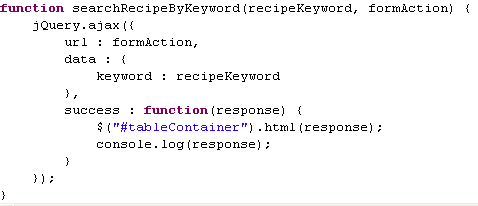 function searchRecipeByKeyword(recipeKeyword, formAction) {
    jQuery.ajax({
        url : formAction,
        data : {
            keyword : recipeKeyword
        },
        success : function(response) {
            $("#tableContainer").html(response);
            console.log(response);
        }
    });
}